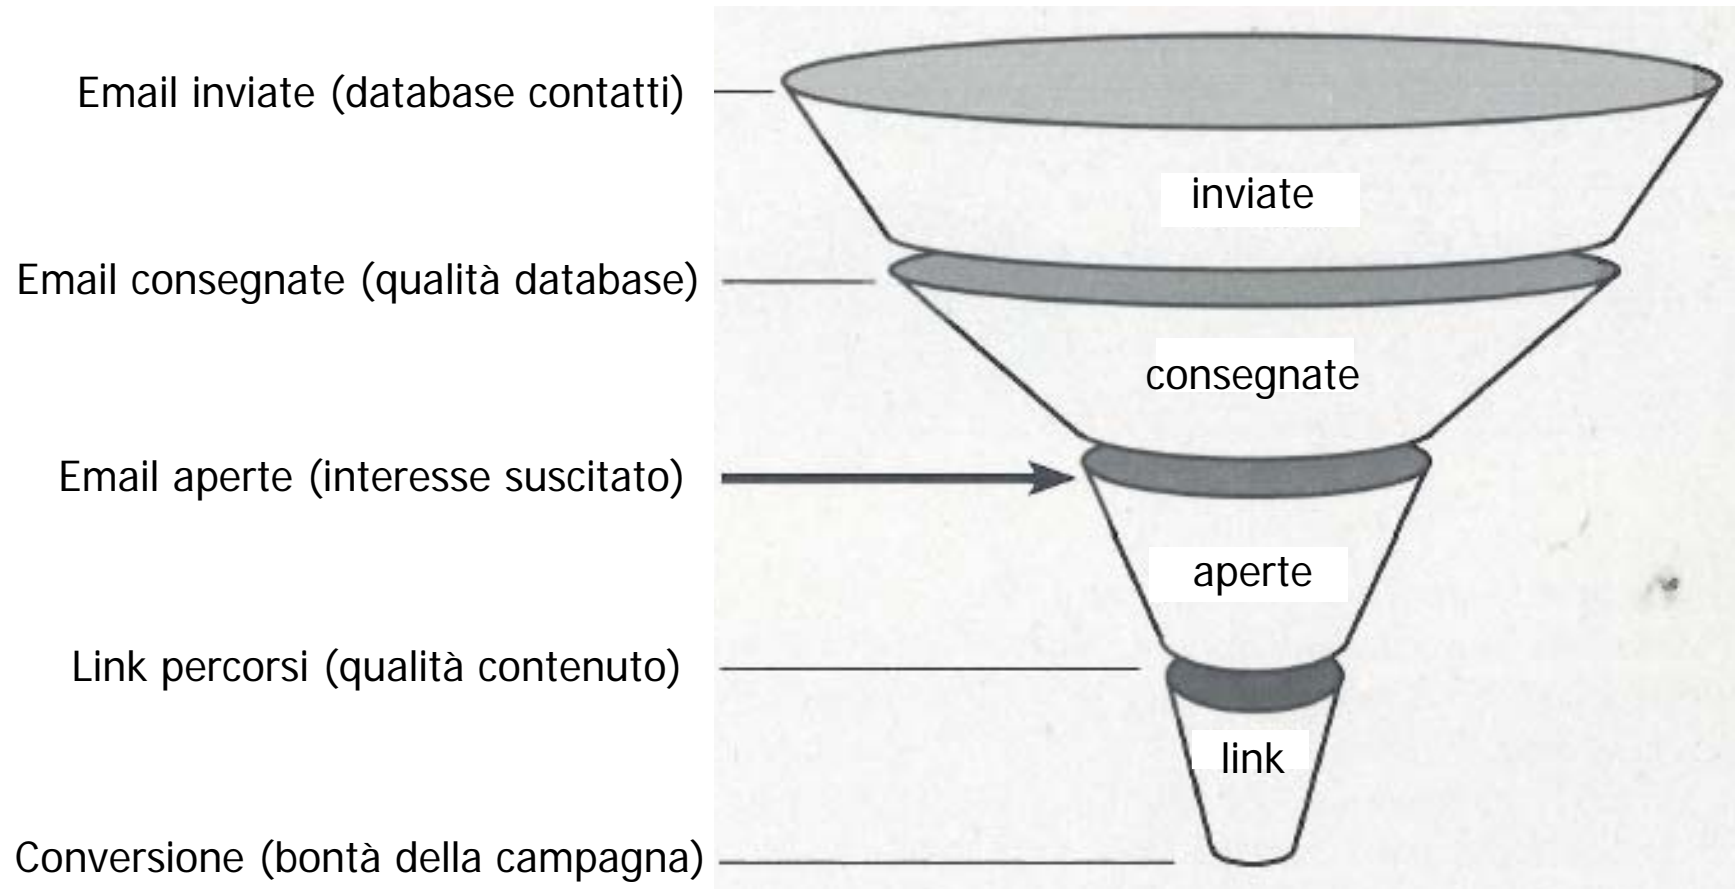 Email inviate (database contatti)
inviate
Email consegnate (qualità database)
consegnate
Email aperte (interesse suscitato)
aperte
Link percorsi (qualità contenuto)
link
Conversione (bontà della campagna)